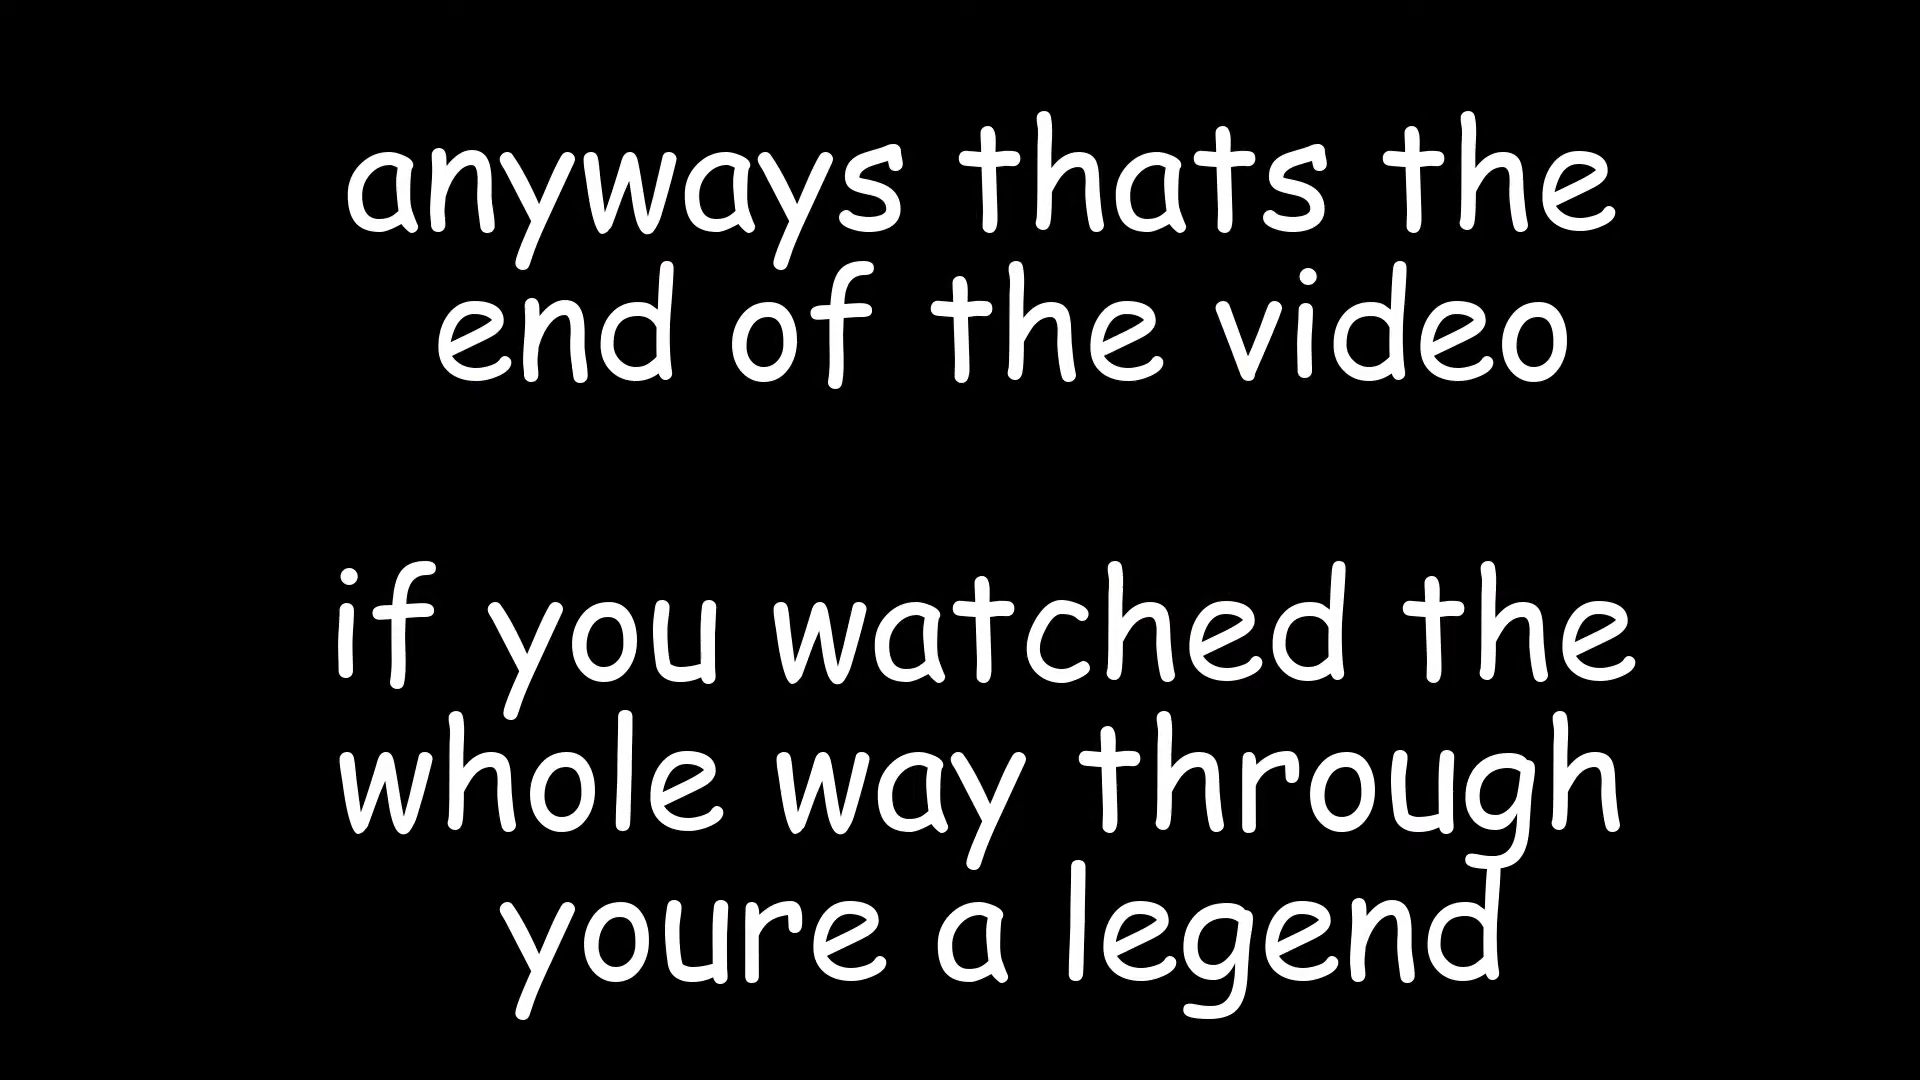 anyways thats the
end of the video
if you watched the
whole way through
youre a legend